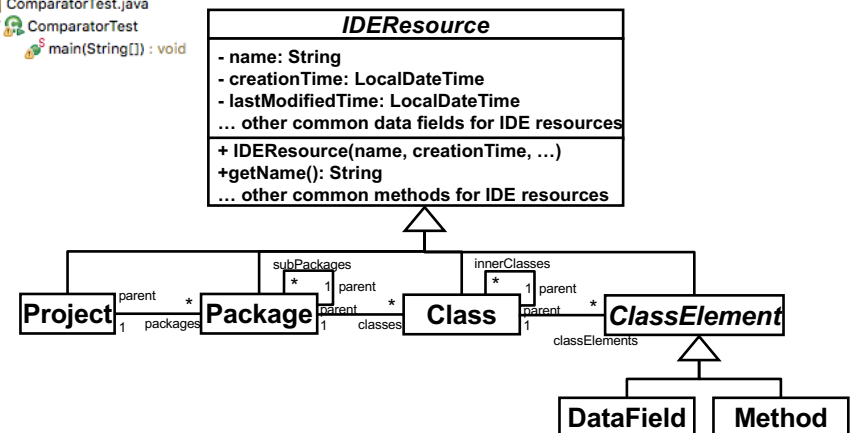 ComparatorTest.java
ComparatorTest
main(String[]) : void
IDEResource
- name: String
- creationTime: LocalDateTime
- lastModifiedTime: LocalDateTime
… other common data fields for IDE resources
+ IDEResource(name, creationTime, …)
+getName(): String
… other common methods for IDE resources
subPackages
innerClasses
* 1 parent
* 1 parent
parent * parent * parent *
Project Package Class ClassElement
1 packages 1 classes 1 classElements
DataField Method